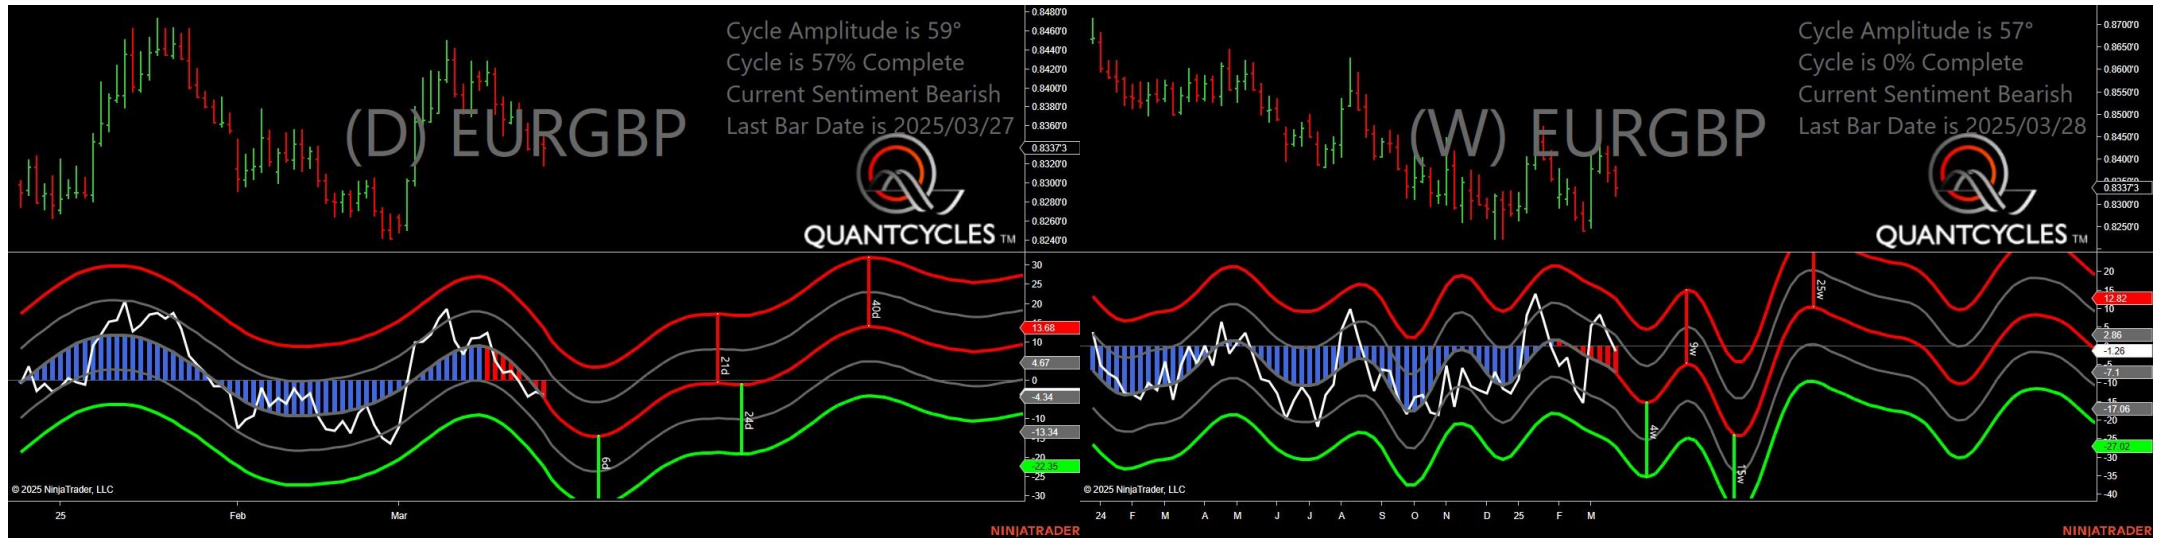 Cycle Amplitude is 59°
Cycle is 57% Complete
Current Sentiment Bearish
Last Bar Date is 2025/03/27
(D) EURGBP
QUANTCYCLES TM
0.8480'0
0.8460'0
0.8440'0
0.8420'0
0.8400'0
0.8380'0
0.8360'0
0.8337'3
0.8320'0
0.8300'0
0.8280'0
0.8260'0
0.8240'0
30
25
20
13.68
10
4.67
0
-4.34
-10
-13.34
-15
-22.35
-25
-30
6d
21d
24d
40d
© 2025 NinjaTrader, LLC
25 Feb Mar
NINJATRADER
Cycle Amplitude is 57°
Cycle is 0% Complete
Current Sentiment Bearish
Last Bar Date is 2025/03/28
(W) EURGBP
QUANTCYCLES TM
0.8700'0
0.8650'0
0.8600'0
0.8550'0
0.8500'0
0.8450'0
0.8400'0
0.8337'3
0.8300'0
0.8250'0
20
15
12.82
10
5
2.86
-1.26
-7.1
-10
-17.06
-20
-25
-27.02
-30
-35
-40
4w
9w
15w
25w
© 2025 NinjaTrader, LLC
24 F M A M J J A S O N D 25 F M
NINJATRADER